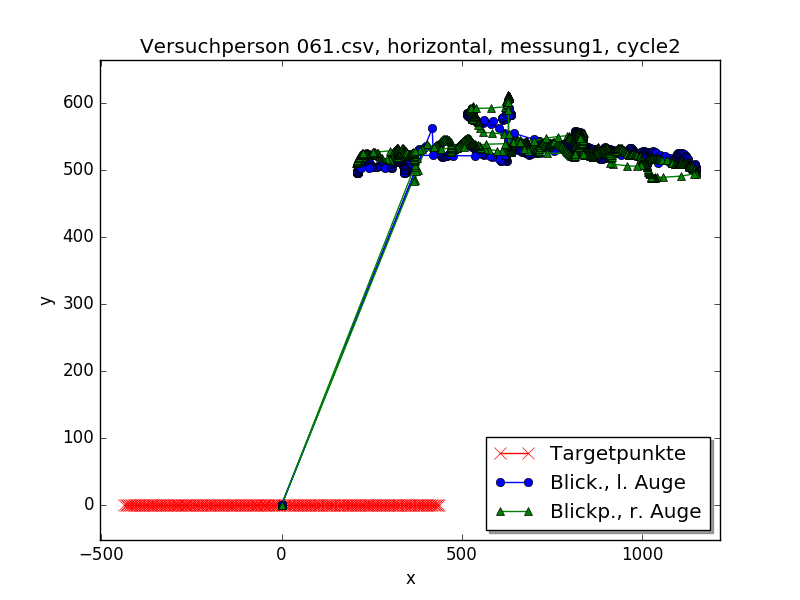 Versuchperson 061.csv, horizontal, messung1, cycle2
600
500
400
300
200
100
0
y
−500
0
500
1000
x
Targetpunkte
Blick., l. Auge
Blickp., r. Auge